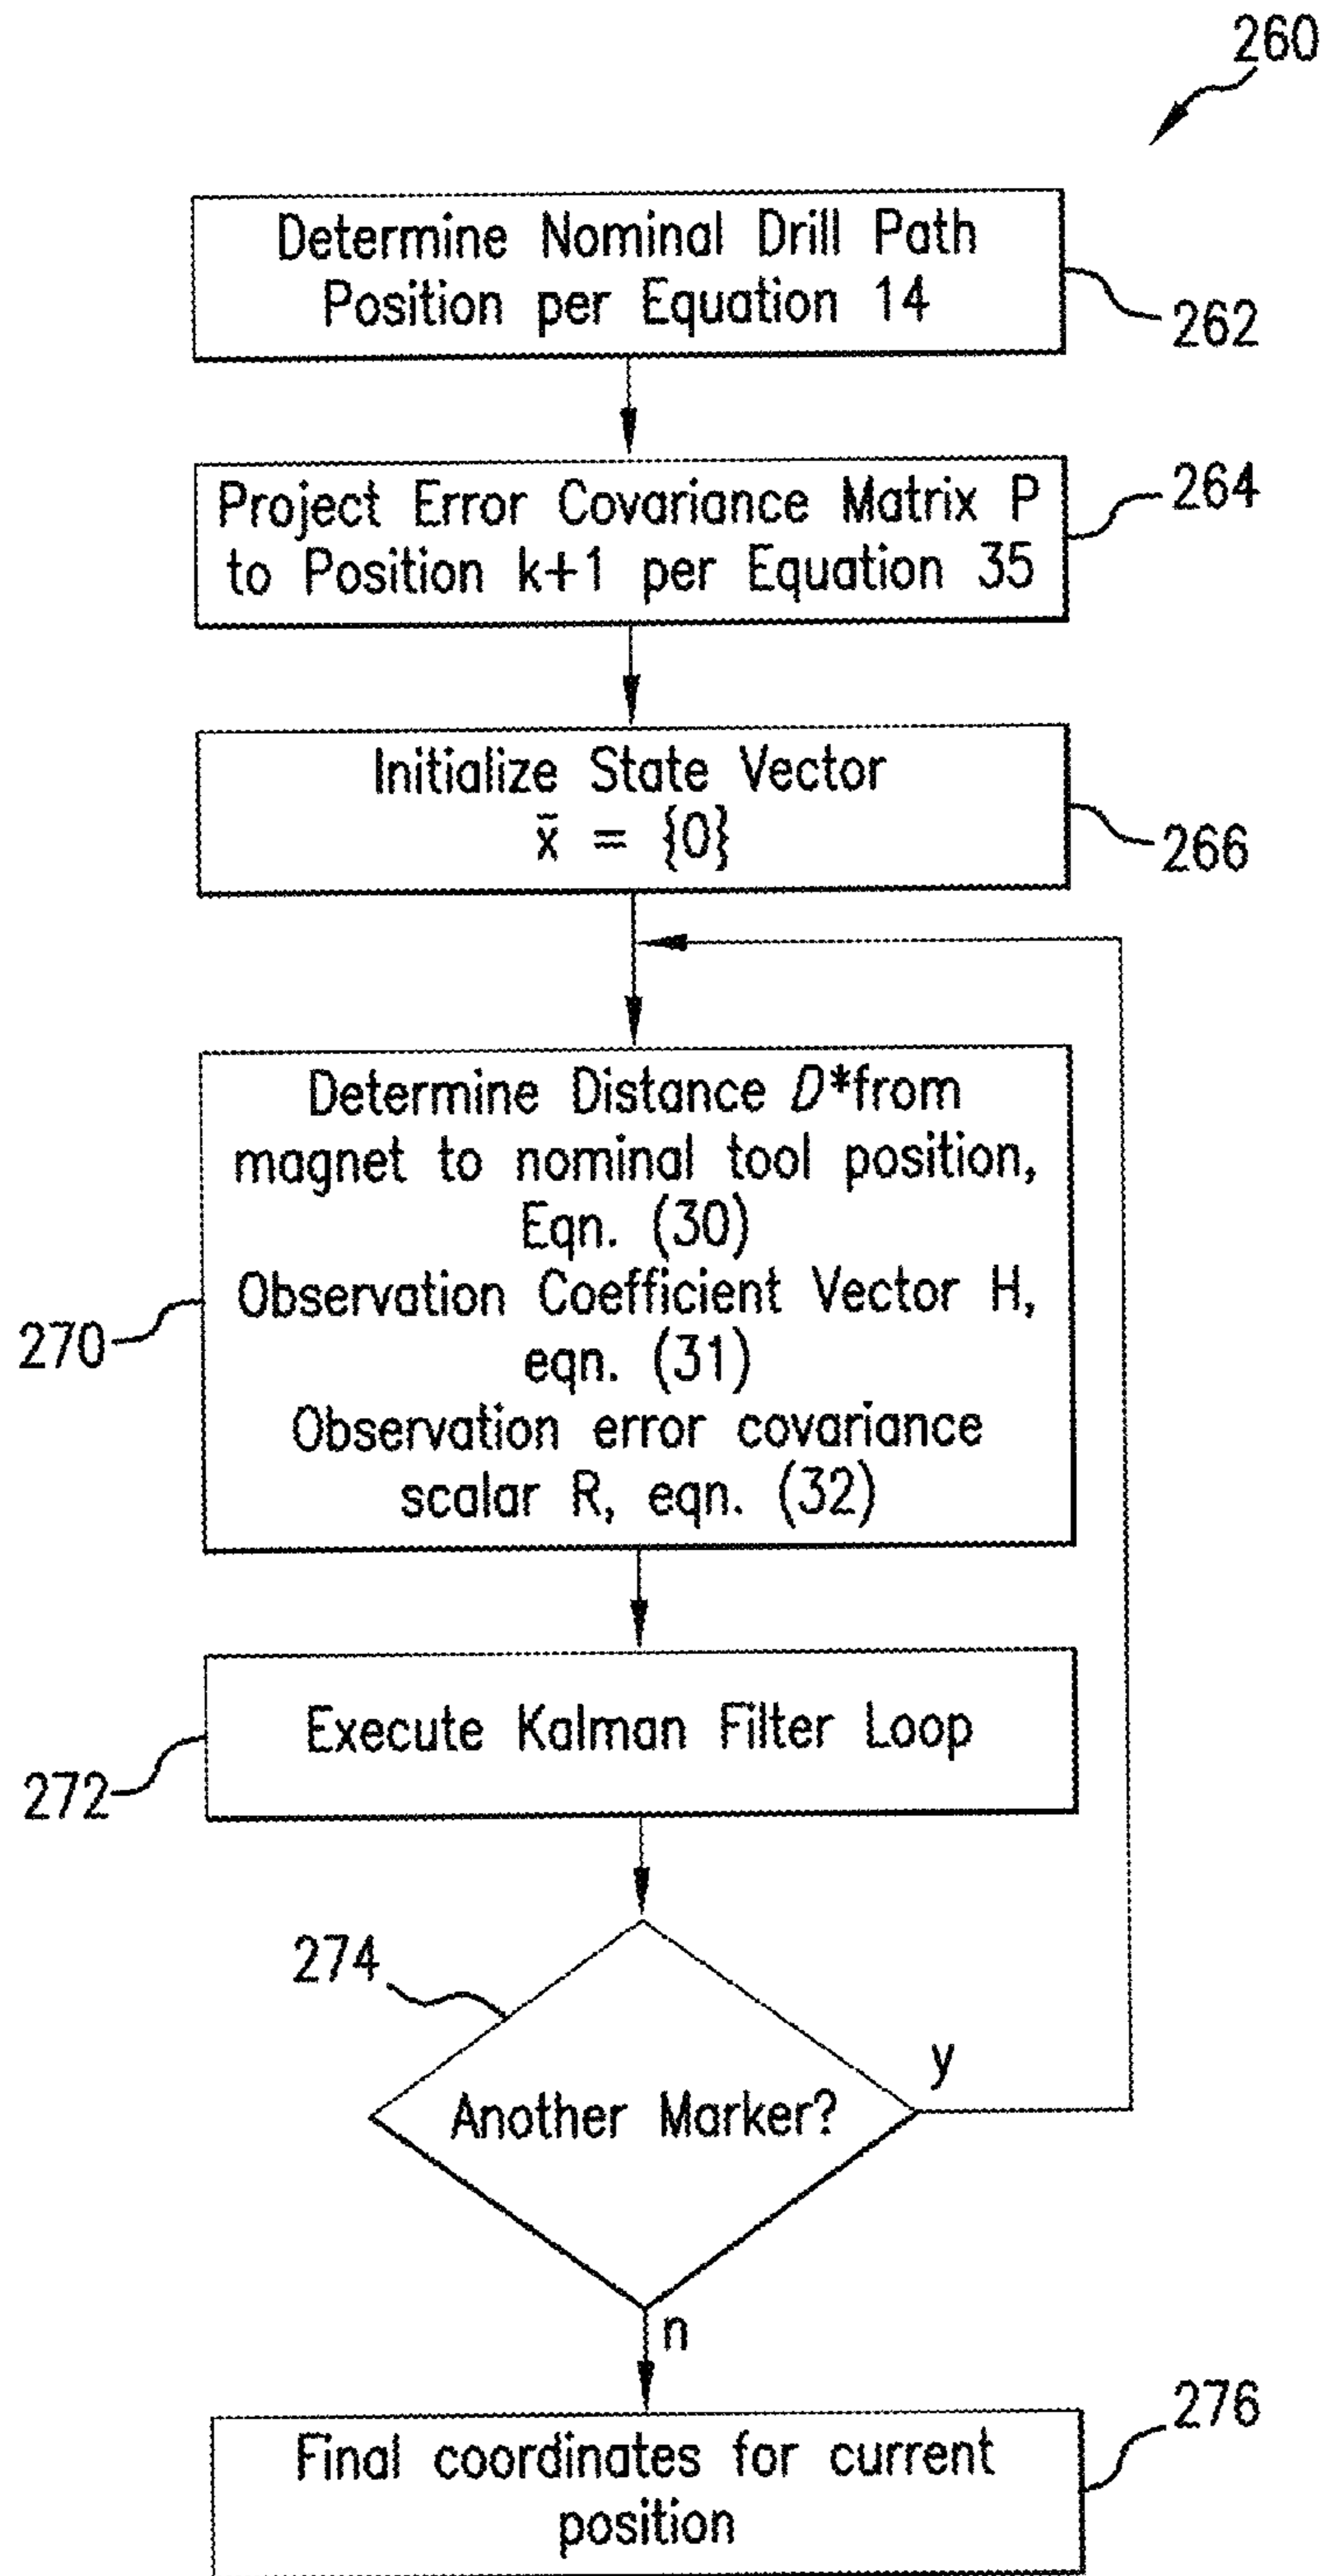 260
Determine Nominal Drill Path
Position per Equation 14
262
Project Error Covariance Matrix P
to Position k+1 per Equation 35
264
Initialize State Vector
x̄ = {0}
266
Determine Distance D*from
magnet to nominal tool position,
Eqn. (30)
Observation Coefficient Vector H,
eqn. (31)
Observation error covariance
scalar R, eqn. (32)
270
Execute Kalman Filter Loop
272
274
Another Marker?
y
n
Final coordinates for current
position
276